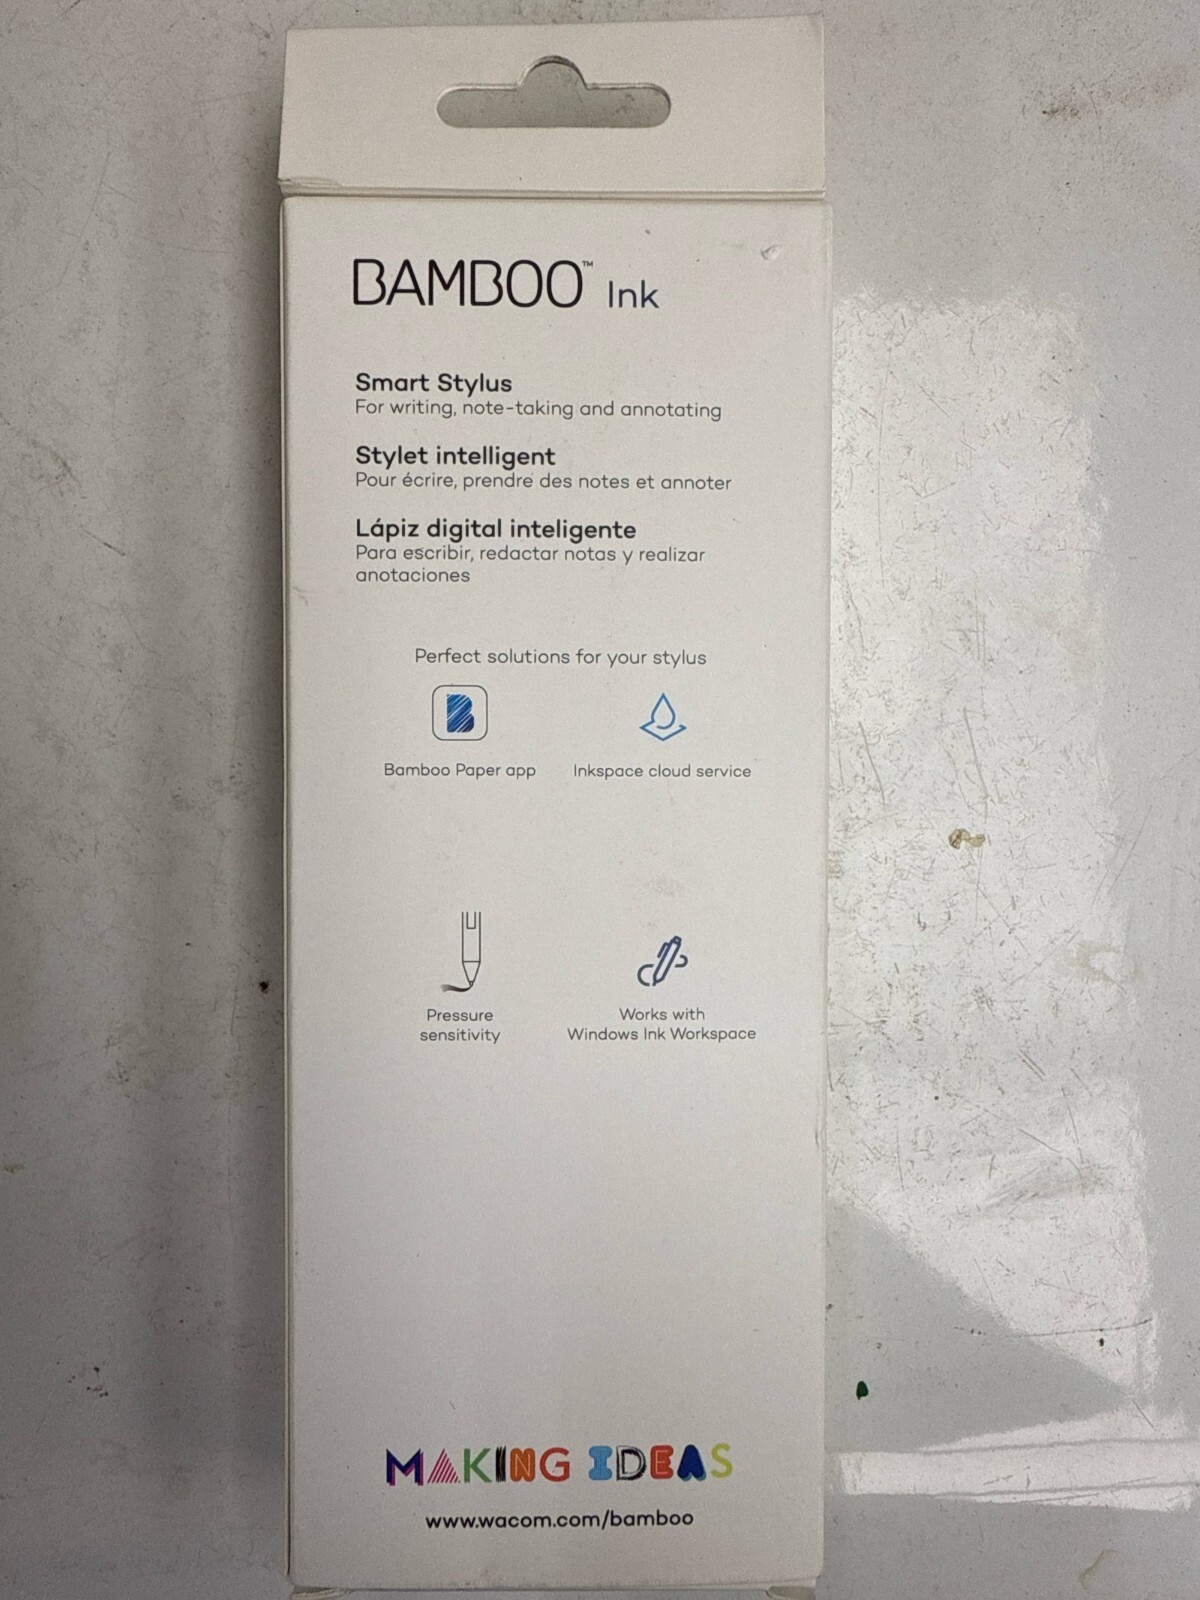 BAMBOO™ Ink
Smart Stylus
For writing, note-taking and annotating
Stylet intelligent
Pour écrire, prendre des notes et annoter
Lápiz digital inteligente
Para escribir, redactar notas y realizar
anotaciones
Perfect solutions for your stylus
B
Bamboo Paper app
Inkspace cloud service
Pressure
sensitivity
Works with
Windows Ink Workspace
MAKING IDEAS
www.wacom.com/bamboo